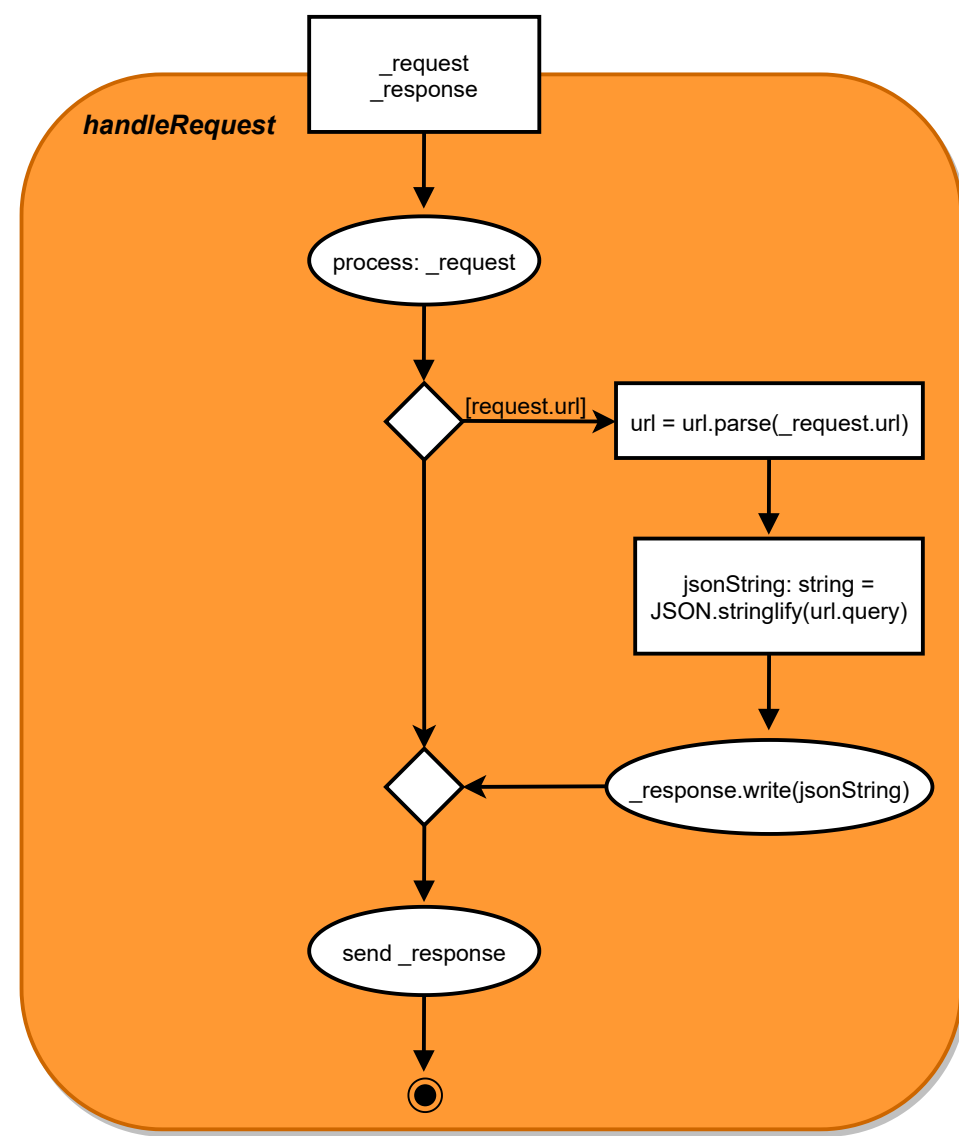 _request
_response
handleRequest
process: _request
[request.url]
url = url.parse(_request.url)
jsonString: string =
JSON.stringlify(url.query)
_response.write(jsonString)
send _response